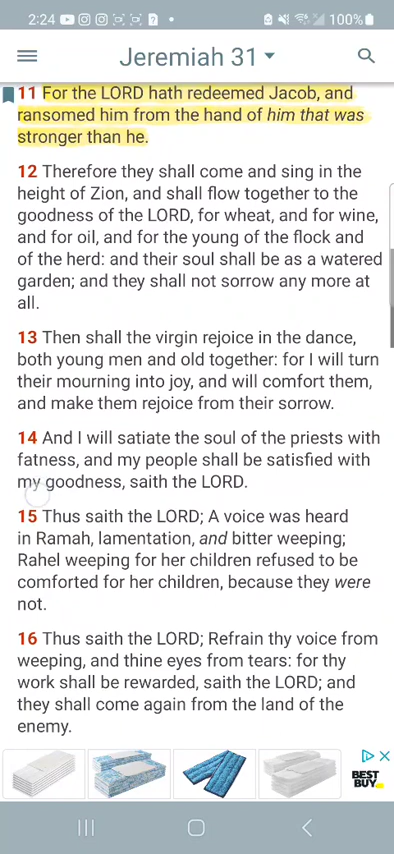 2:24 100%
Jeremiah 31
11 For the LORD hath redeemed Jacob, and
ransomed him from the hand of him that was
stronger than he.
12 Therefore they shall come and sing in the
height of Zion, and shall flow together to the
goodness of the LORD, for wheat, and for wine,
and for oil, and for the young of the flock and
of the herd: and their soul shall be as a watered
garden; and they shall not sorrow any more at
all.
13 Then shall the virgin rejoice in the dance,
both young men and old together: for I will turn
their mourning into joy, and will comfort them,
and make them rejoice from their sorrow.
14 And I will satiate the soul of the priests with
fatness, and my people shall be satisfied with
my goodness, saith the LORD.
15 Thus saith the LORD; A voice was heard
in Ramah, lamentation, and bitter weeping;
Rahel weeping for her children refused to be
comforted for her children, because they were
not.
16 Thus saith the LORD; Refrain thy voice from
weeping, and thine eyes from tears: for thy
work shall be rewarded, saith the LORD; and
they shall come again from the land of the
enemy.
BEST
BUY